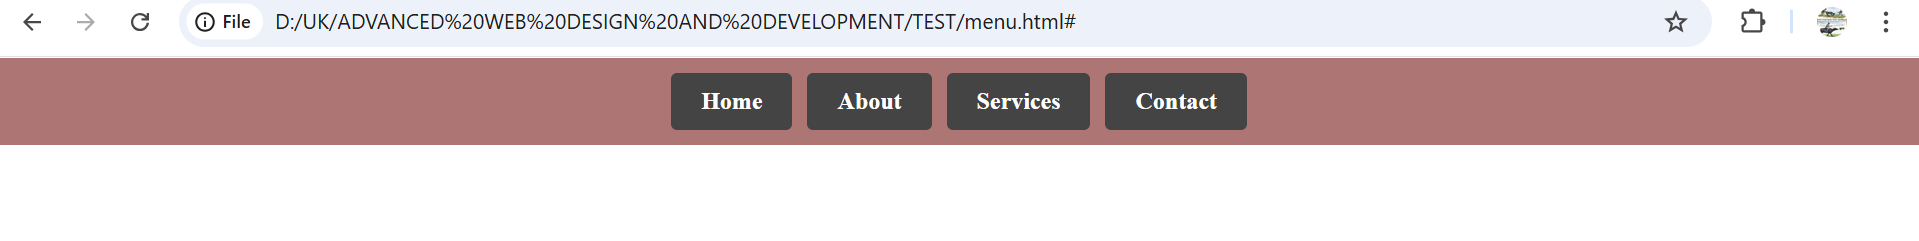 File D:/UK/ADVANCED%20WEB%20DESIGN%20AND%20DEVELOPMENT/TEST/menu.html#
Home About Services Contact